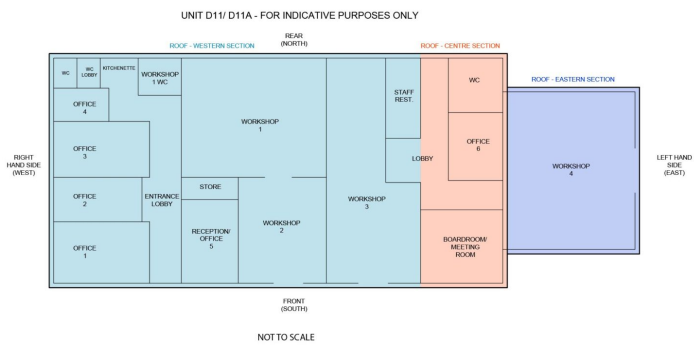 UNIT D11/ D11A - FOR INDICATIVE PURPOSES ONLY
REAR
(NORTH)
ROOF - WESTERN SECTION
ROOF - CENTRE SECTION
ROOF - EASTERN SECTION
WC
WC
LOBBY
KITCHENETTE
WORKSHOP
1 WC
OFFICE
4
OFFICE
3
OFFICE
2
OFFICE
1
ENTRANCE
LOBBY
WORKSHOP
1
STORE
RECEPTION/
OFFICE
5
WORKSHOP
2
WORKSHOP
3
STAFF
REST.
LOBBY
WC
OFFICE
6
BOARDROOM/
MEETING
ROOM
WORKSHOP
4
RIGHT
HAND SIDE
(WEST)
LEFT HAND
SIDE
(EAST)
FRONT
(SOUTH)
NOT TO SCALE